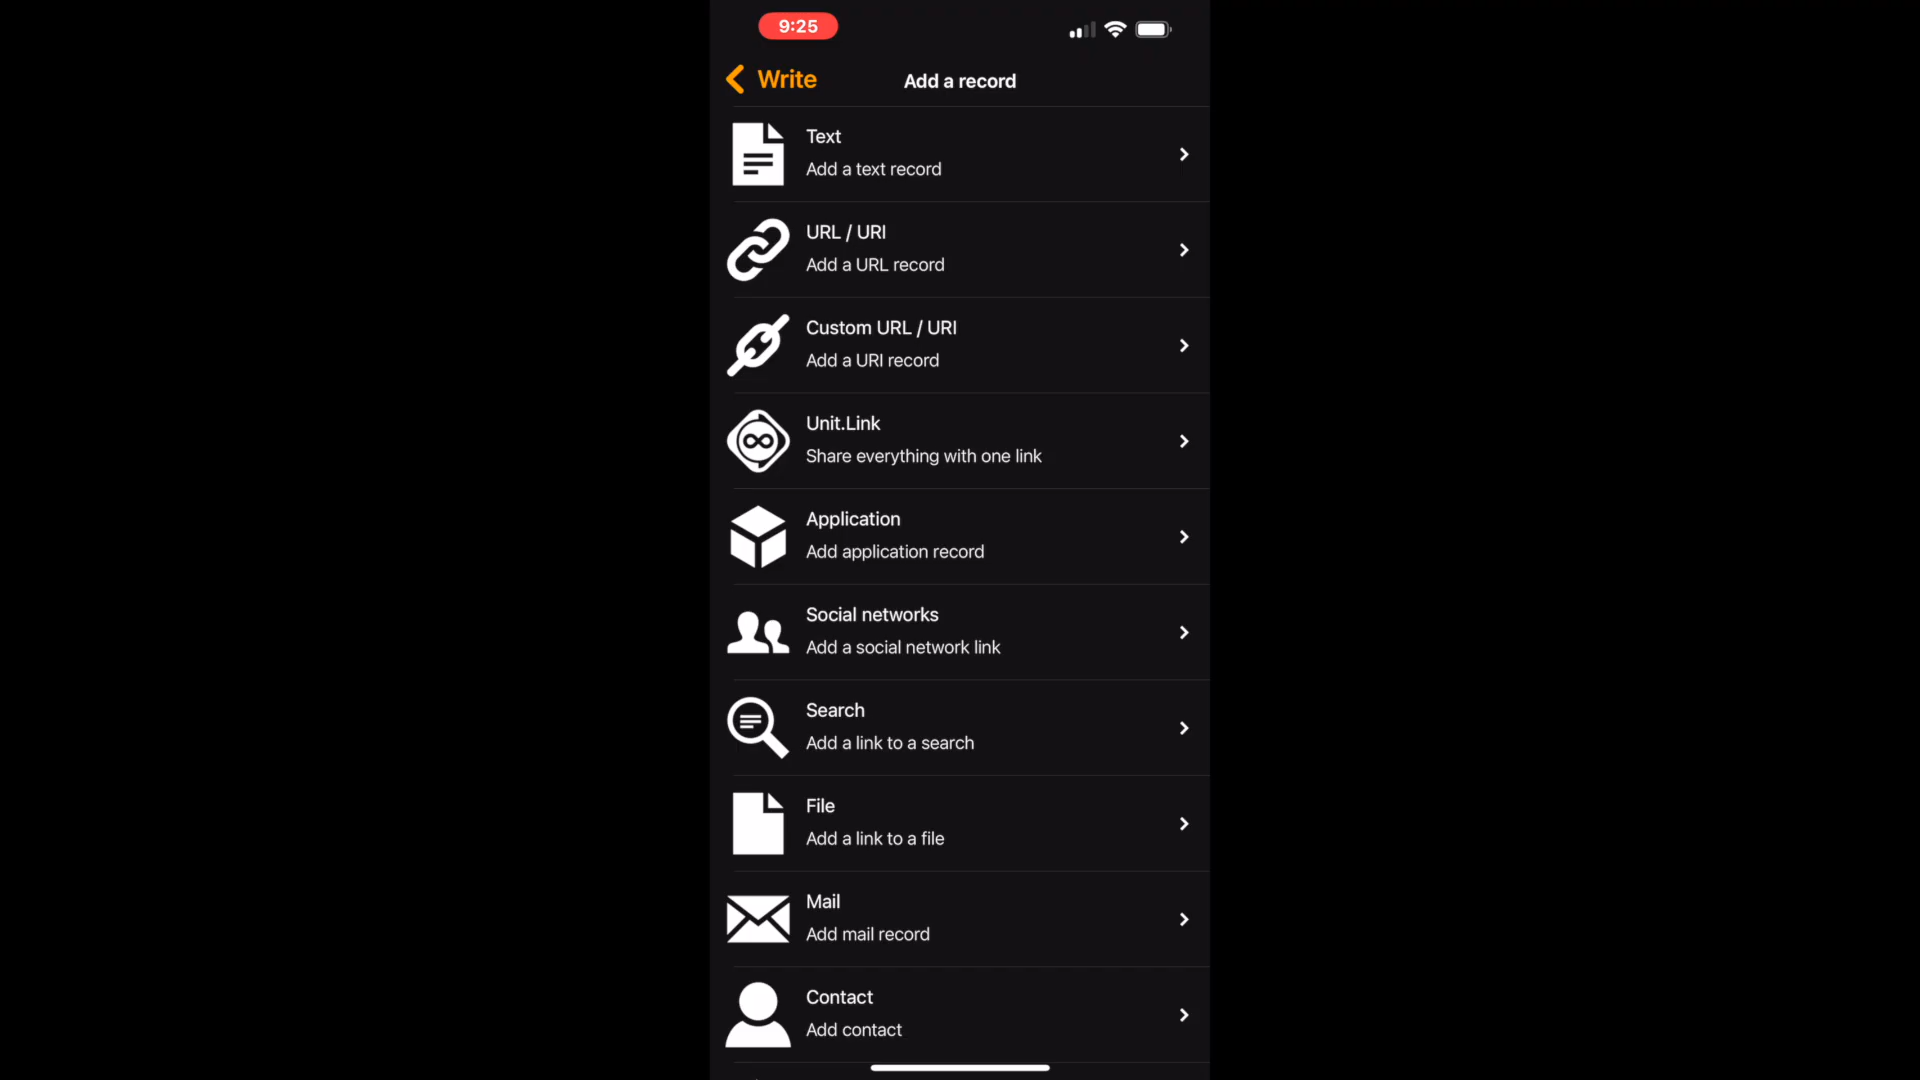 9:25
Write
Add a record
Text
Add a text record
URL / URI
Add a URL record
Custom URL / URI
Add a URI record
Unit.Link
Share everything with one link
Application
Add application record
Social networks
Add a social network link
Search
Add a link to a search
File
Add a link to a file
Mail
Add mail record
Contact
Add contact